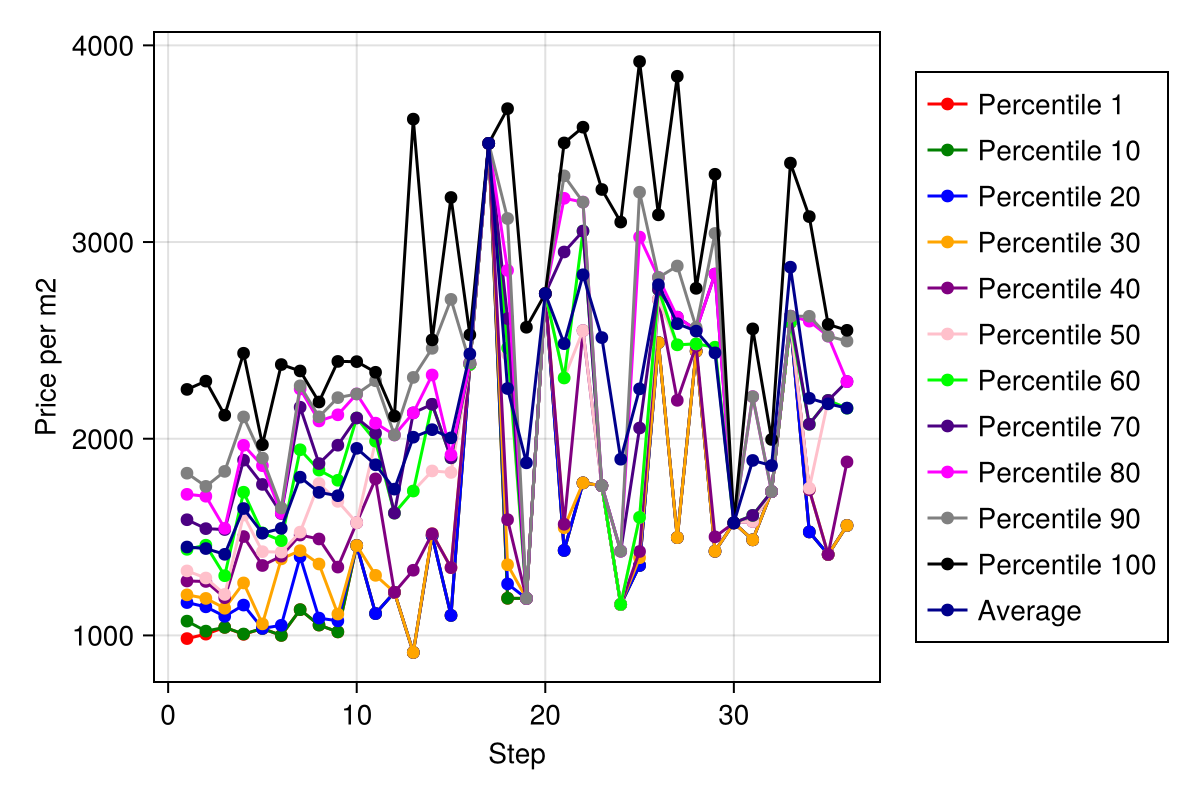 4000
3000
2000
1000
Price per m2
0 10 20 30
Step
Percentile 1
Percentile 10
Percentile 20
Percentile 30
Percentile 40
Percentile 50
Percentile 60
Percentile 70
Percentile 80
Percentile 90
Percentile 100
Average